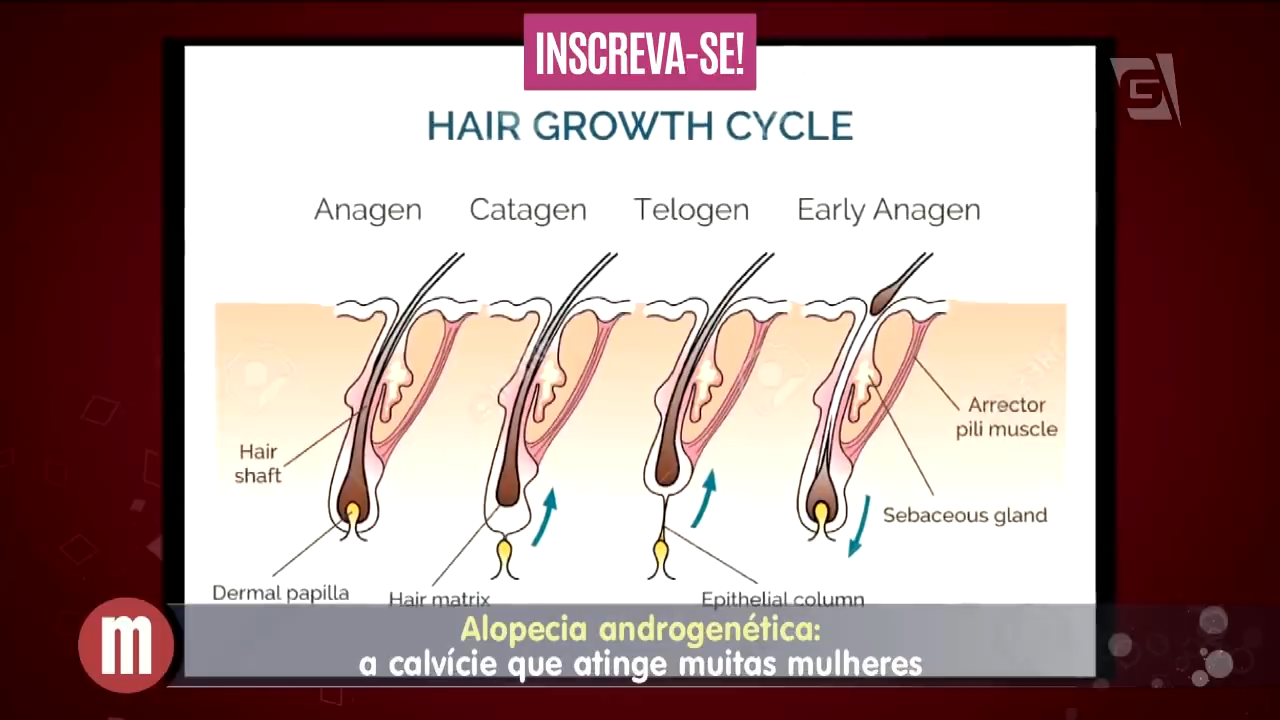 INSCREVA-SE!
HAIR GROWTH CYCLE
Anagen
Catagen
Telogen
Early Anagen
Arrector
pili muscle
Hair
shaft
Sebaceous gland
Dermal papilla
Hair matrix
Epithelial column
m
Alopecia androgenética:
a calvície que atinge muitas mulheres